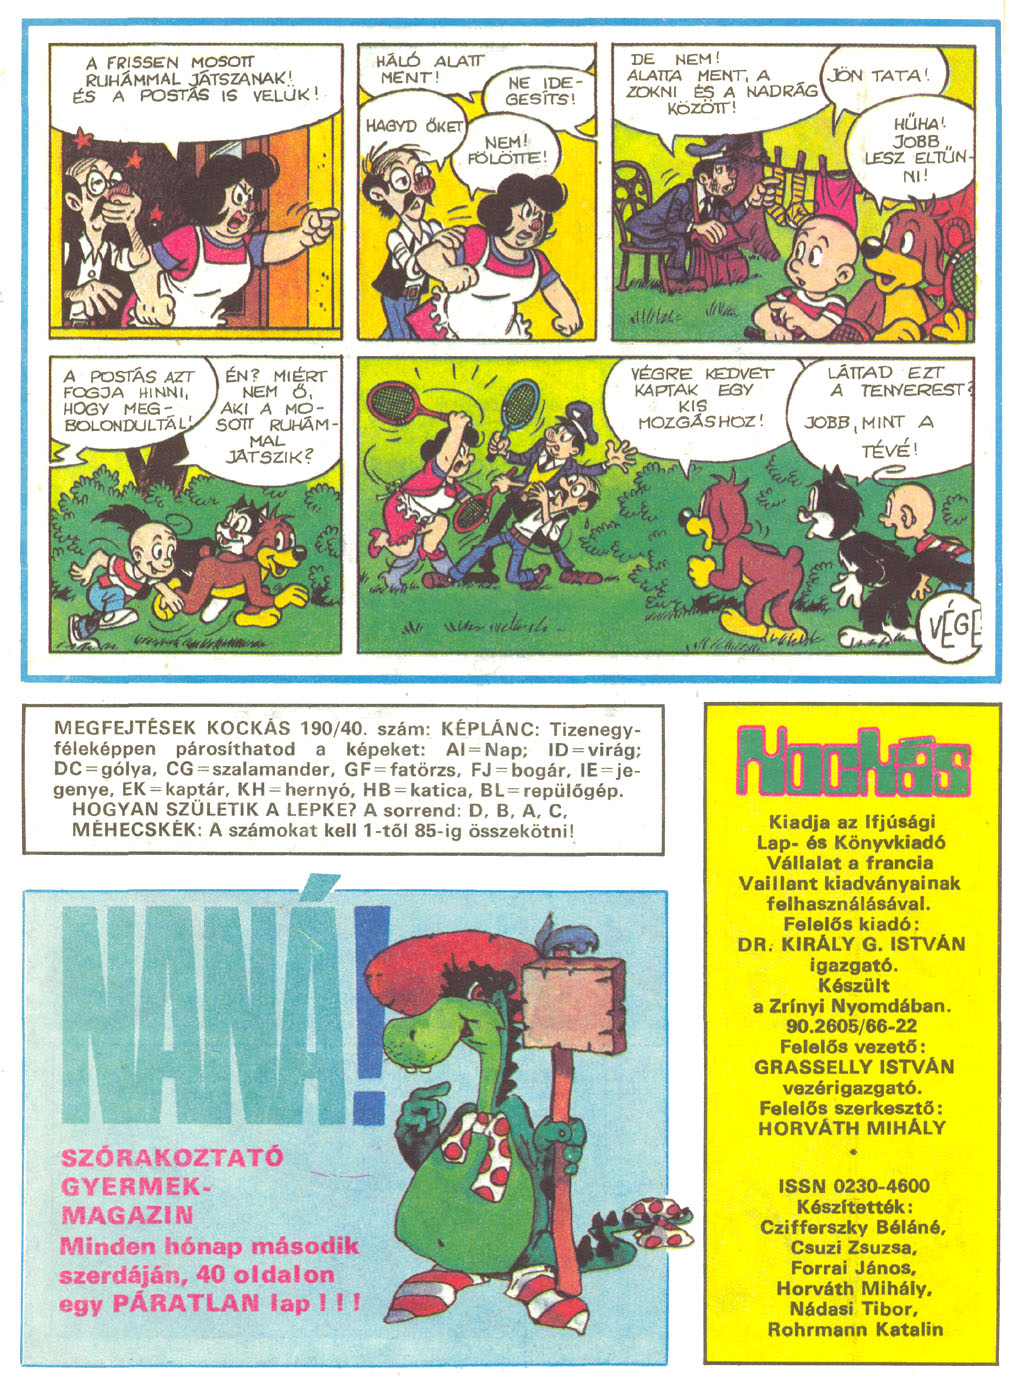 A FRISSEN MOSOTT
RUHÁMMAL JÁTSZANAK!
ÉS A POSTÁS IS VELÜK!
HÁLÓ ALATT
MENT!
NE IDE-
GESÍTS!
HAGYD ŐKET
NEM!
FÖLÖTTE!
DE NEM!
ALATTA MENT, A
ZOKNI ÉS A NADRÁG
KÖZÖTT!
JÖN TATA!
HŰHA!
JOBB
LESZ ELTŰN-
NI!
A POSTÁS AZT
FOGJA HINNI,
HOGY MEG-
BOLONDULTÁL!
ÉN? MIÉRT
NEM Ő,
AKI A MO-
SOTT RUHÁM-
MAL
JÁTSZIK?
VÉGRE KEDVET
KAPTAK EGY
KIS
MOZGÁSHOZ!
LÁTTAD EZT
A TENYEREST?
JOBB, MINT A
TÉVÉ!
VÉGE
MEGFEJTÉSEK KOCKÁS 190/40. szám: KÉPLÁNC: Tizenegy-
féleképpen párosíthatod a képeket: AI=Nap; ID=virág;
DC=gólya, CG=szalamander, GF=fatörzs, FJ=bogár, IE=je-
genye, EK=kaptár, KH=hernyó, HB=katica, BL=repülőgép.
HOGYAN SZÜLETIK A LEPKE? A sorrend: D, B, A, C,
MÉHECSKÉK: A számokat kell 1-től 85-ig összekötni!
NANÁ!
SZÓRAKOZTATÓ
GYERMEK-
MAGAZIN
Minden hónap második
szerdáján, 40 oldalon
egy PÁRATLAN lap!!!
Kockás
Kiadja az Ifjúsági
Lap- és Könyvkiadó
Vállalat a francia
Vaillant kiadványainak
felhasználásával.
Felelős kiadó:
DR. KIRÁLY G. ISTVÁN
igazgató.
Készült
a Zrínyi Nyomdában.
90.2605/66-22
Felelős vezető:
GRASSELLY ISTVÁN
vezérigazgató.
Felelős szerkesztő:
HORVÁTH MIHÁLY
*
ISSN 0230-4600
Készítették:
Czifferszky Béláné,
Csuzi Zsuzsa,
Forrai János,
Horváth Mihály,
Nádasi Tibor,
Rohrmann Katalin